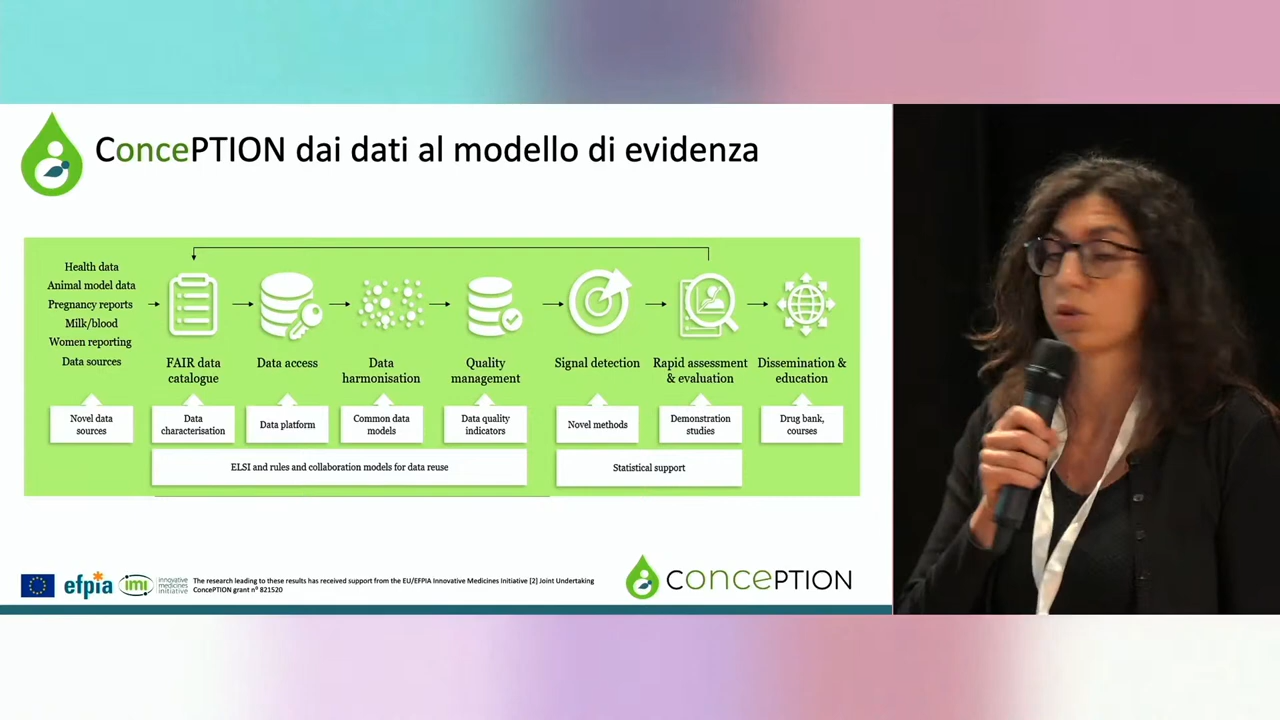 ConcePTION dai dati al modello di evidenza
Health data
Animal model data
Pregnancy reports
Milk/blood
Women reporting
Data sources
FAIR data
catalogue
Data access
Data
harmonisation
Quality
management
Signal detection
Rapid assessment
& evaluation
Dissemination &
education
Novel data
sources
Data
characterisation
Data platform
Common data
models
Data quality
indicators
Novel methods
Demonstration
studies
Drug bank,
courses
ELSI and rules and collaboration models for data reuse
Statistical support
efpia
imi
innovative
medicines
initiative
The research leading to these results has received support from the EU/EFPIA Innovative Medicines Initiative [2] Joint Undertaking
ConcePTION grant nº 821520
concePTION